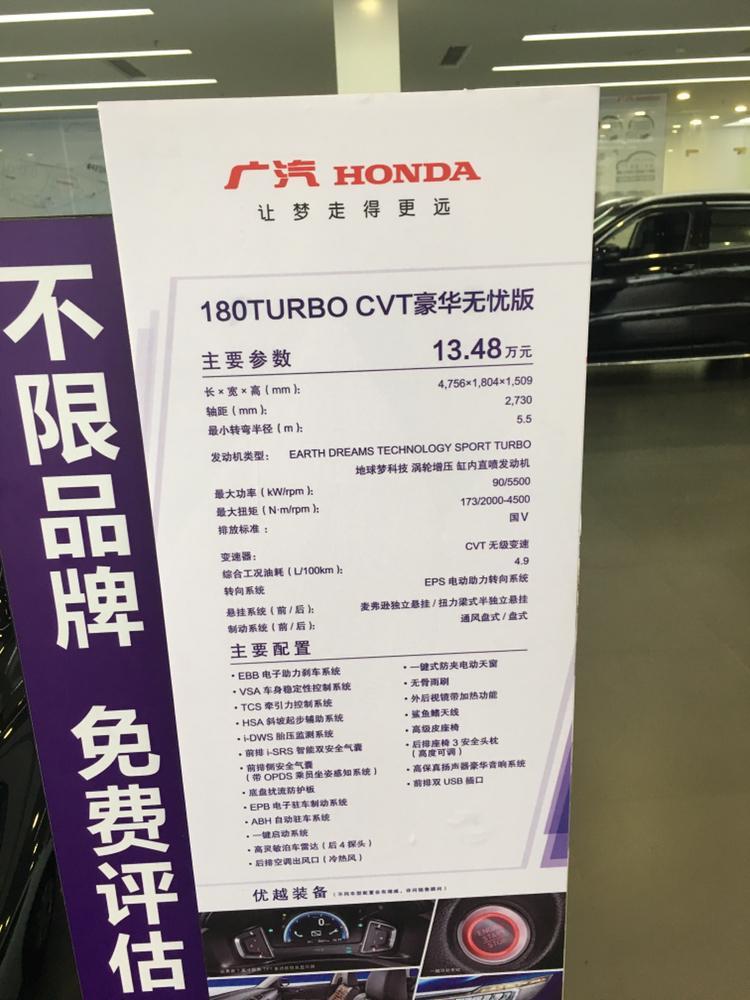 广汽 HONDA
让梦走得更远
180TURBO CVT豪华无忧版
主要参数 13.48万元
长×宽×高（mm）： 4,756×1,804×1,509
轴距（mm）： 2,730
最小转弯半径（m）： 5.5
发动机类型： EARTH DREAMS TECHNOLOGY SPORT TURBO
地球梦科技 涡轮增压 缸内直喷发动机
最大功率（kW/rpm）： 90/5500
最大扭矩（N·m/rpm）： 173/2000-4500
排放标准： 国V
变速器： CVT 无级变速
综合工况油耗（L/100km）： 4.9
转向系统 EPS 电动助力转向系统
悬挂系统（前/后）： 麦弗逊独立悬挂/扭力梁式半独立悬挂
制动系统（前/后）： 通风盘式/盘式
主要配置
·EBB 电子助力刹车系统
·VSA 车身稳定性控制系统
·TCS 牵引力控制系统
·HSA 斜坡起步辅助系统
·i-DWS 胎压监测系统
·前排 i-SRS 智能双安全气囊
·前排侧安全气囊
（带 OPDS 乘员坐姿感知系统）
·底盘扰流防护板
·EPB 电子驻车制动系统
·ABH 自动驻车系统
·一键启动系统
·高灵敏泊车雷达（后4探头）
·后排空调出风口（冷热风）
·一键式防夹电动天窗
·无骨雨刷
·外后视镜带加热功能
·鲨鱼鳍天线
·高级皮座椅
·后排座椅3安全头枕
（高度可调）
·高保真扬声器豪华音响系统
·前排双 USB 插口
优越装备
ENGINE
START
STOP
不限品牌 免费评估